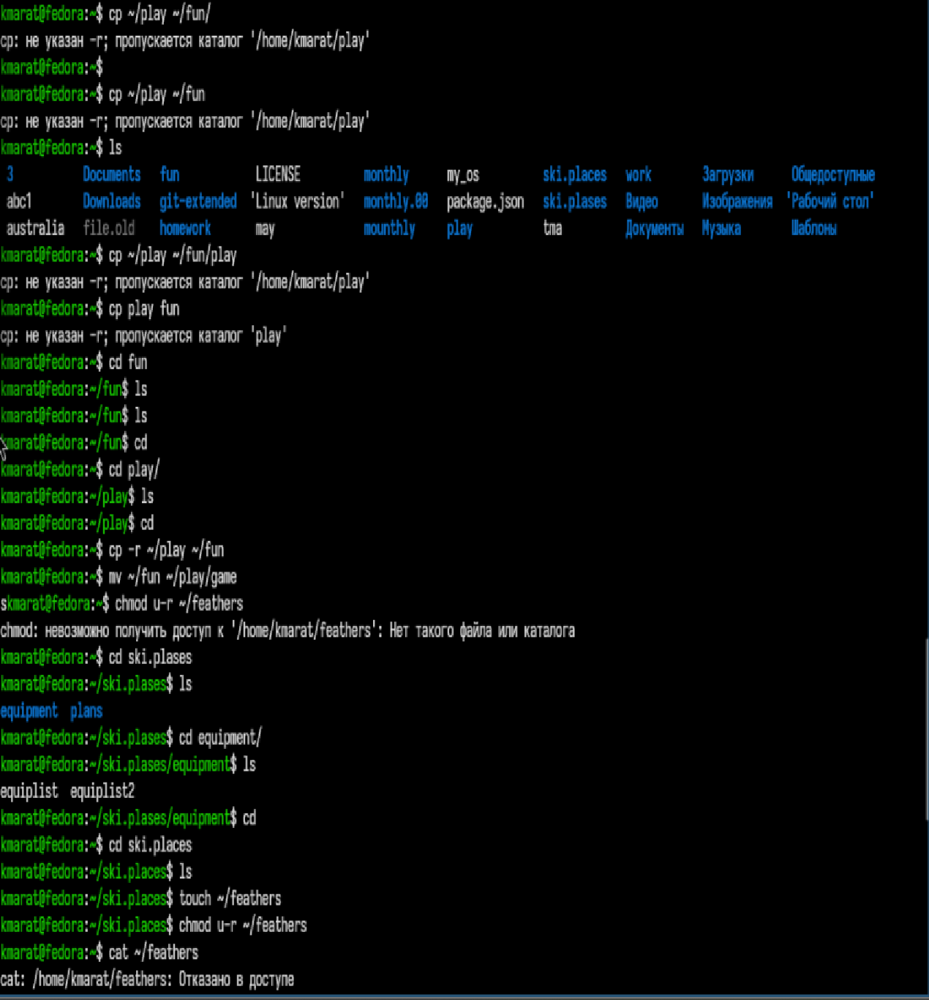 kmarat@fedora:~$ cp ~/play ~/fun/
cp: не указан -r; пропускается каталог '/home/kmarat/play'
kmarat@fedora:~$
kmarat@fedora:~$ cp ~/play ~/fun
cp: не указан -r; пропускается каталог '/home/kmarat/play'
kmarat@fedora:~$ ls
3 Documents fun LICENSE monthly my_os ski.places work Загрузки Общедоступные
abc1 Downloads git-extended 'Linux version' monthly.00 package.json ski.plases Видео Изображения 'Рабочий стол'
australia file.old homework may mounthly play tma Документы Музыка Шаблоны
kmarat@fedora:~$ cp ~/play ~/fun/play
cp: не указан -r; пропускается каталог '/home/kmarat/play'
kmarat@fedora:~$ cp play fun
cp: не указан -r; пропускается каталог 'play'
kmarat@fedora:~$ cd fun
kmarat@fedora:~/fun$ ls
kmarat@fedora:~/fun$ ls
kmarat@fedora:~/fun$ cd
kmarat@fedora:~$ cd play/
kmarat@fedora:~/play$ ls
kmarat@fedora:~/play$ cd
kmarat@fedora:~$ cp -r ~/play ~/fun
kmarat@fedora:~$ mv ~/fun ~/play/game
skmarat@fedora:~$ chmod u-r ~/feathers
chmod: невозможно получить доступ к '/home/kmarat/feathers': Нет такого файла или каталога
kmarat@fedora:~$ cd ski.plases
kmarat@fedora:~/ski.plases$ ls
equipment plans
kmarat@fedora:~/ski.plases$ cd equipment/
kmarat@fedora:~/ski.plases/equipment$ ls
equiplist equiplist2
kmarat@fedora:~/ski.plases/equipment$ cd
kmarat@fedora:~$ cd ski.places
kmarat@fedora:~/ski.places$ ls
kmarat@fedora:~/ski.places$ touch ~/feathers
kmarat@fedora:~/ski.places$ chmod u-r ~/feathers
kmarat@fedora:~$ cat ~/feathers
cat: /home/kmarat/feathers: Отказано в доступе